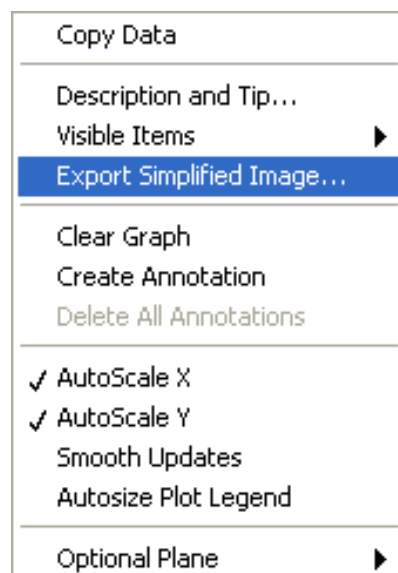 Copy Data
Description and Tip...
Visible Items
Export Simplified Image...
Clear Graph
Create Annotation
Delete All Annotations
AutoScale X
AutoScale Y
Smooth Updates
Autosize Plot Legend
Optional Plane